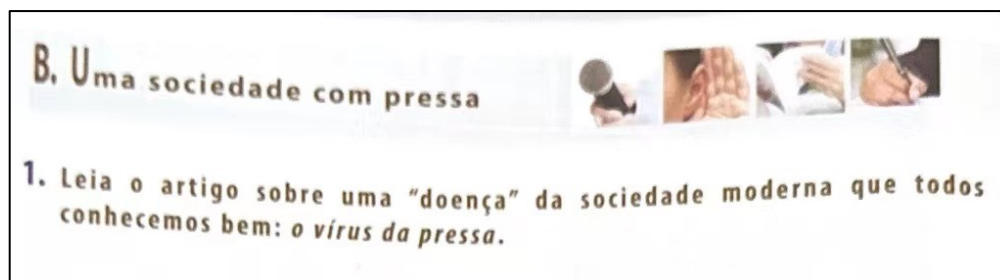 B. Uma sociedade com pressa
1. Leia o artigo sobre uma "doença" da sociedade moderna que todos
conhecemos bem: o vírus da pressa.